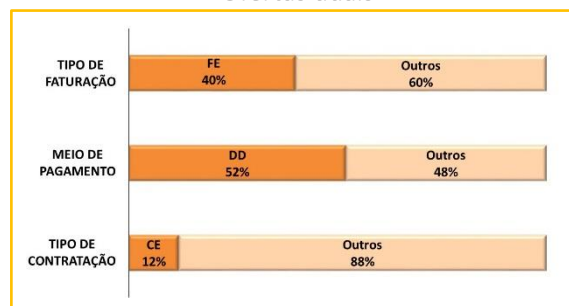 TIPO DE
FATURAÇÃO
FE
40%
Outros
60%
MEIO DE
PAGAMENTO
DD
52%
Outros
48%
TIPO DE
CONTRATAÇÃO
CE
12%
Outros
88%